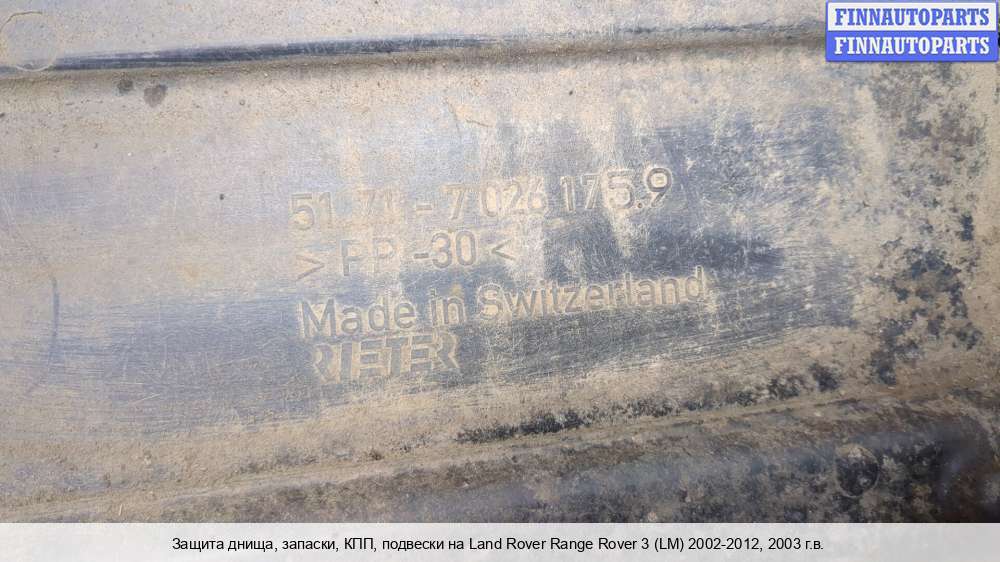 FINNAUTOPARTS
FINNAUTOPARTS
51.71-7 026 175.9
> PP -30 <
Made in Switzerland
RIETER
Защита днища, запаски, КПП, подвески на Land Rover Range Rover 3 (LM) 2002-2012, 2003 г.в.